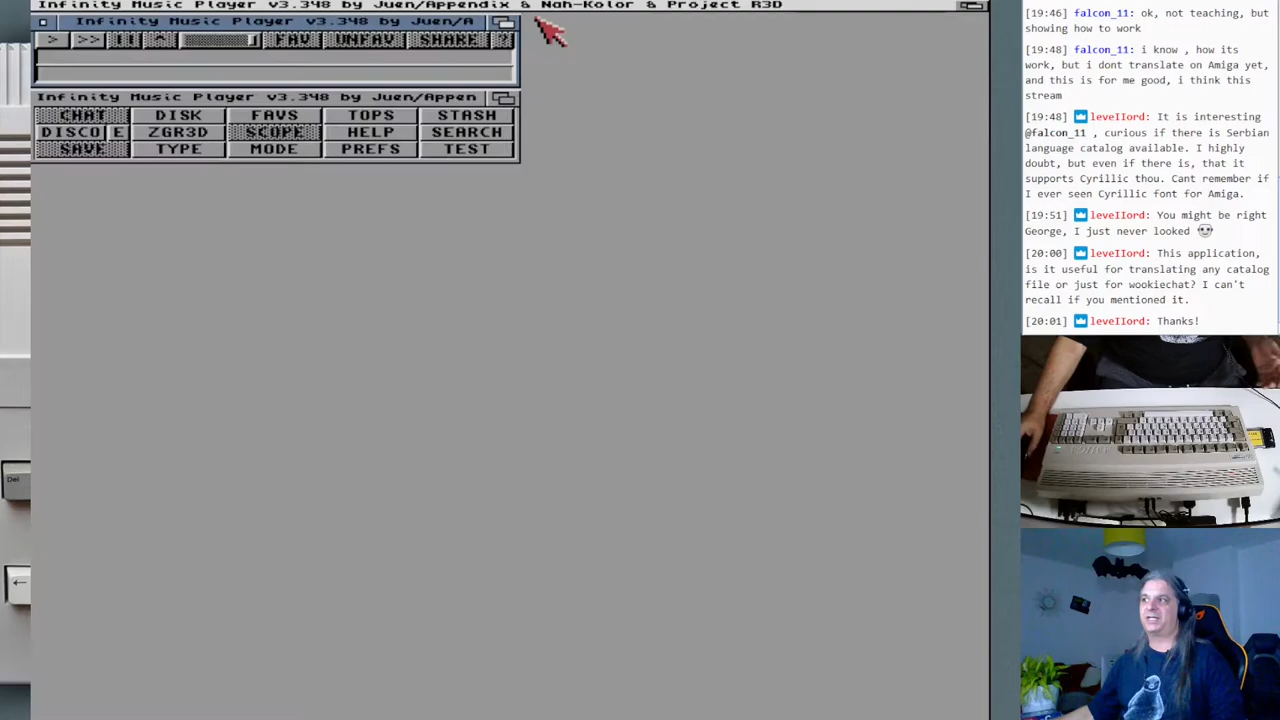 Infinity Music Player v3.348 by Juen/Appendix & Nah-Kolor & Project R3D
Infinity Music Player v3.348 by Juen/A
> >> FAV UNFAV SHARE ?
Infinity Music Player v3.348 by Juen/Appen
CHAT DISK FAVS TOPS STASH
DISCO E ZGR3D SCOPE HELP SEARCH
SAVE TYPE MODE PREFS TEST
Del
←
[19:46] falcon_11: ok, not teaching, but
showing how to work
[19:48] falcon_11: i know , how its
work, but i dont translate on Amiga yet,
and this is for me good, i think this
stream
[19:48] leveIIord: It is interesting
@falcon_11 , curious if there is Serbian
language catalog available. I highly
doubt, but even if there is, that it
supports Cyrillic thou. Cant remember if
I ever seen Cyrillic font for Amiga.
[19:51] leveIIord: You might be right
George, I just never looked
[20:00] leveIIord: This application,
is it useful for translating any catalog
file or just for wookiechat? I can't
recall if you mentioned it.
[20:01] leveIIord: Thanks!